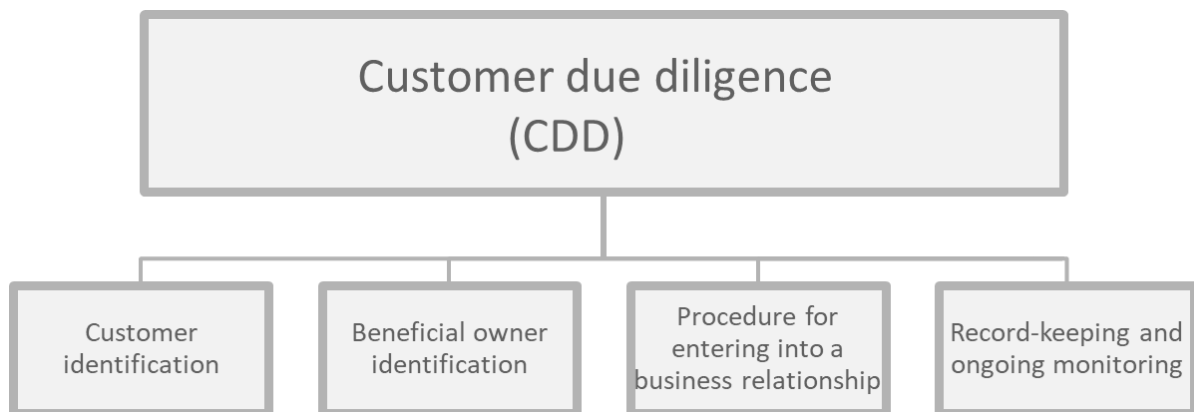 Customer due diligence
(CDD)
Customer
identification
Beneficial owner
identification
Procedure for
entering into a
business relationship
Record-keeping and
ongoing monitoring